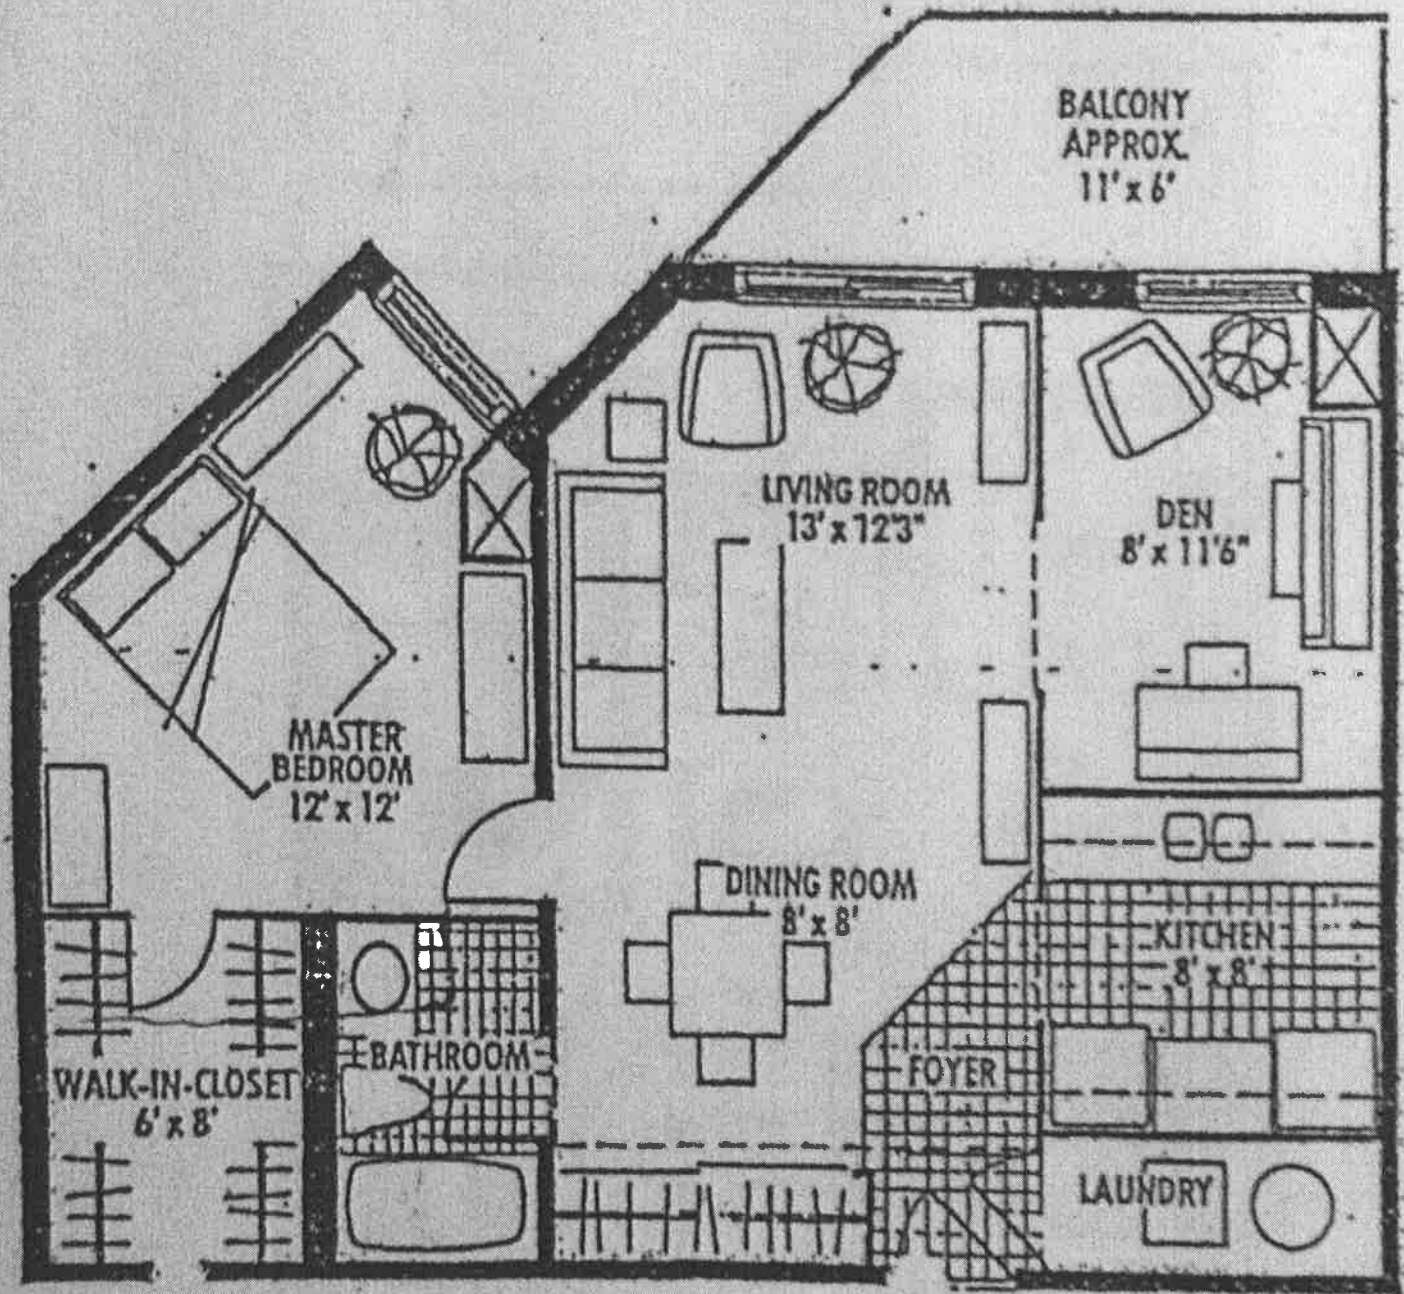 BALCONY
APPROX.
11' x 6'
LIVING ROOM
13' x 12'3"
DEN
8' x 11'6"
MASTER
BEDROOM
12' x 12'
DINING ROOM
8' x 8'
KITCHEN
8' x 8'
BATHROOM
FOYER
WALK-IN-CLOSET
6' x 8'
LAUNDRY